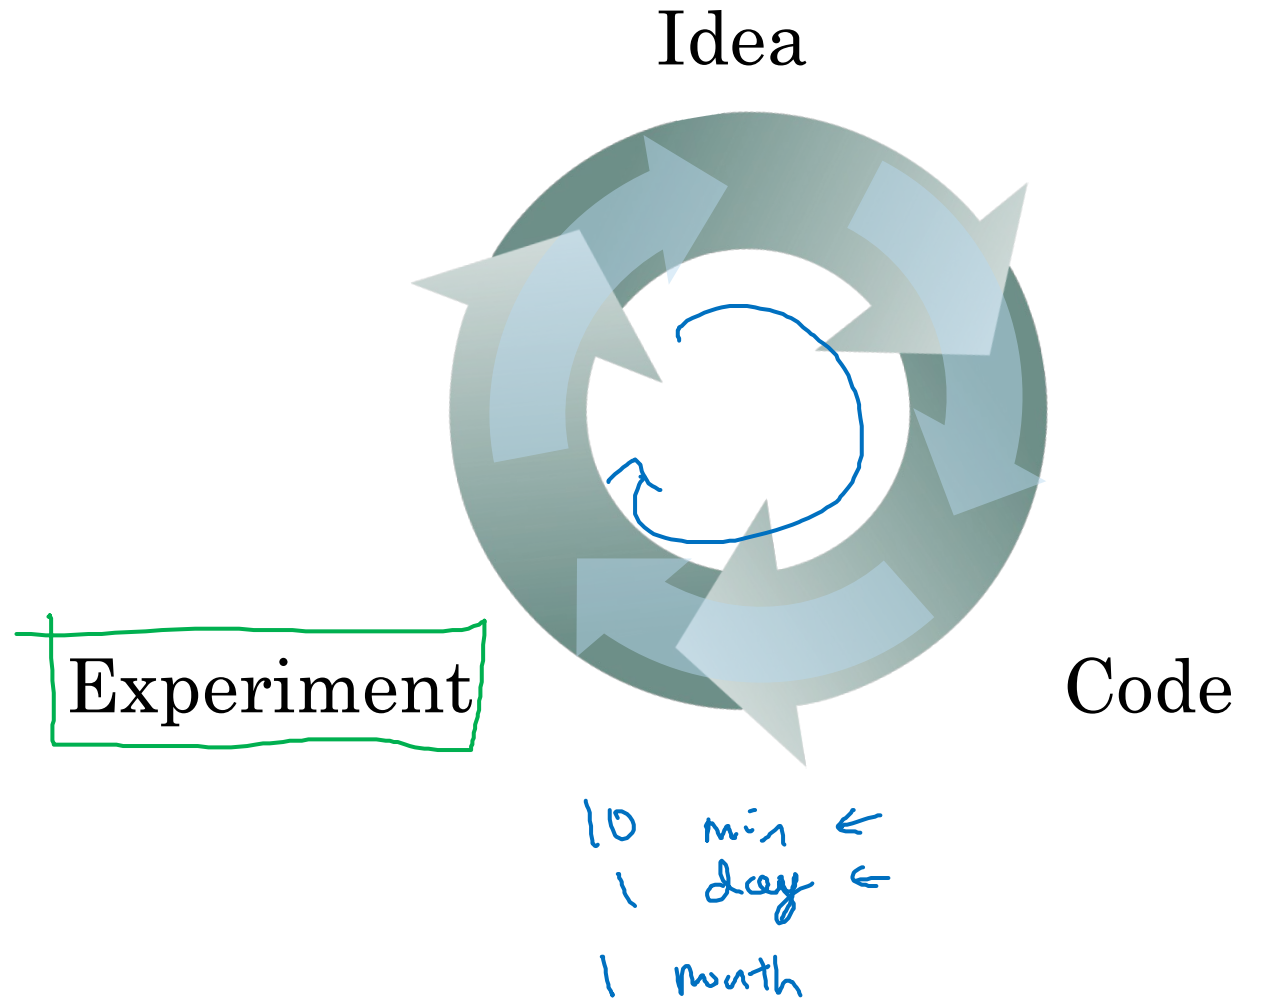 Idea
Experiment
Code
10 min ←
1 day ←
1 month